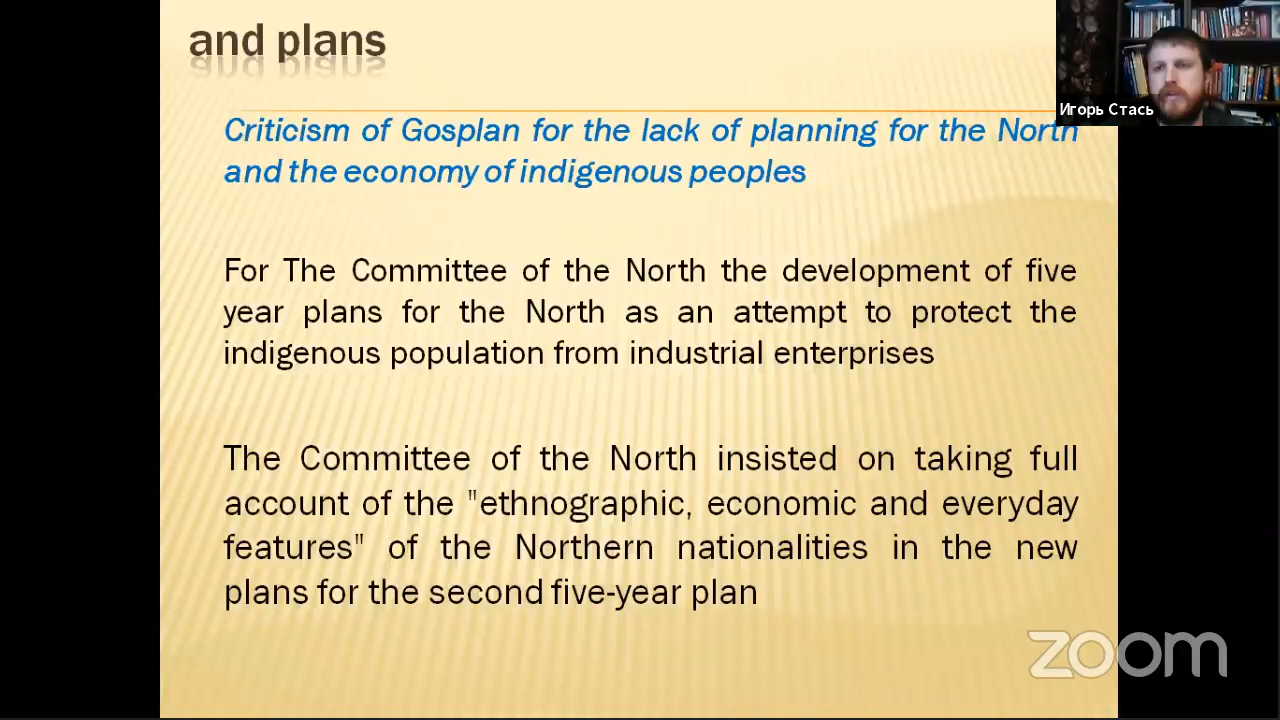 and plans
Игорь Стась
Criticism of Gosplan for the lack of planning for the North
and the economy of indigenous peoples
For The Committee of the North the development of five
year plans for the North as an attempt to protect the
indigenous population from industrial enterprises
The Committee of the North insisted on taking full
account of the "ethnographic, economic and everyday
features" of the Northern nationalities in the new
plans for the second five-year plan
zoom